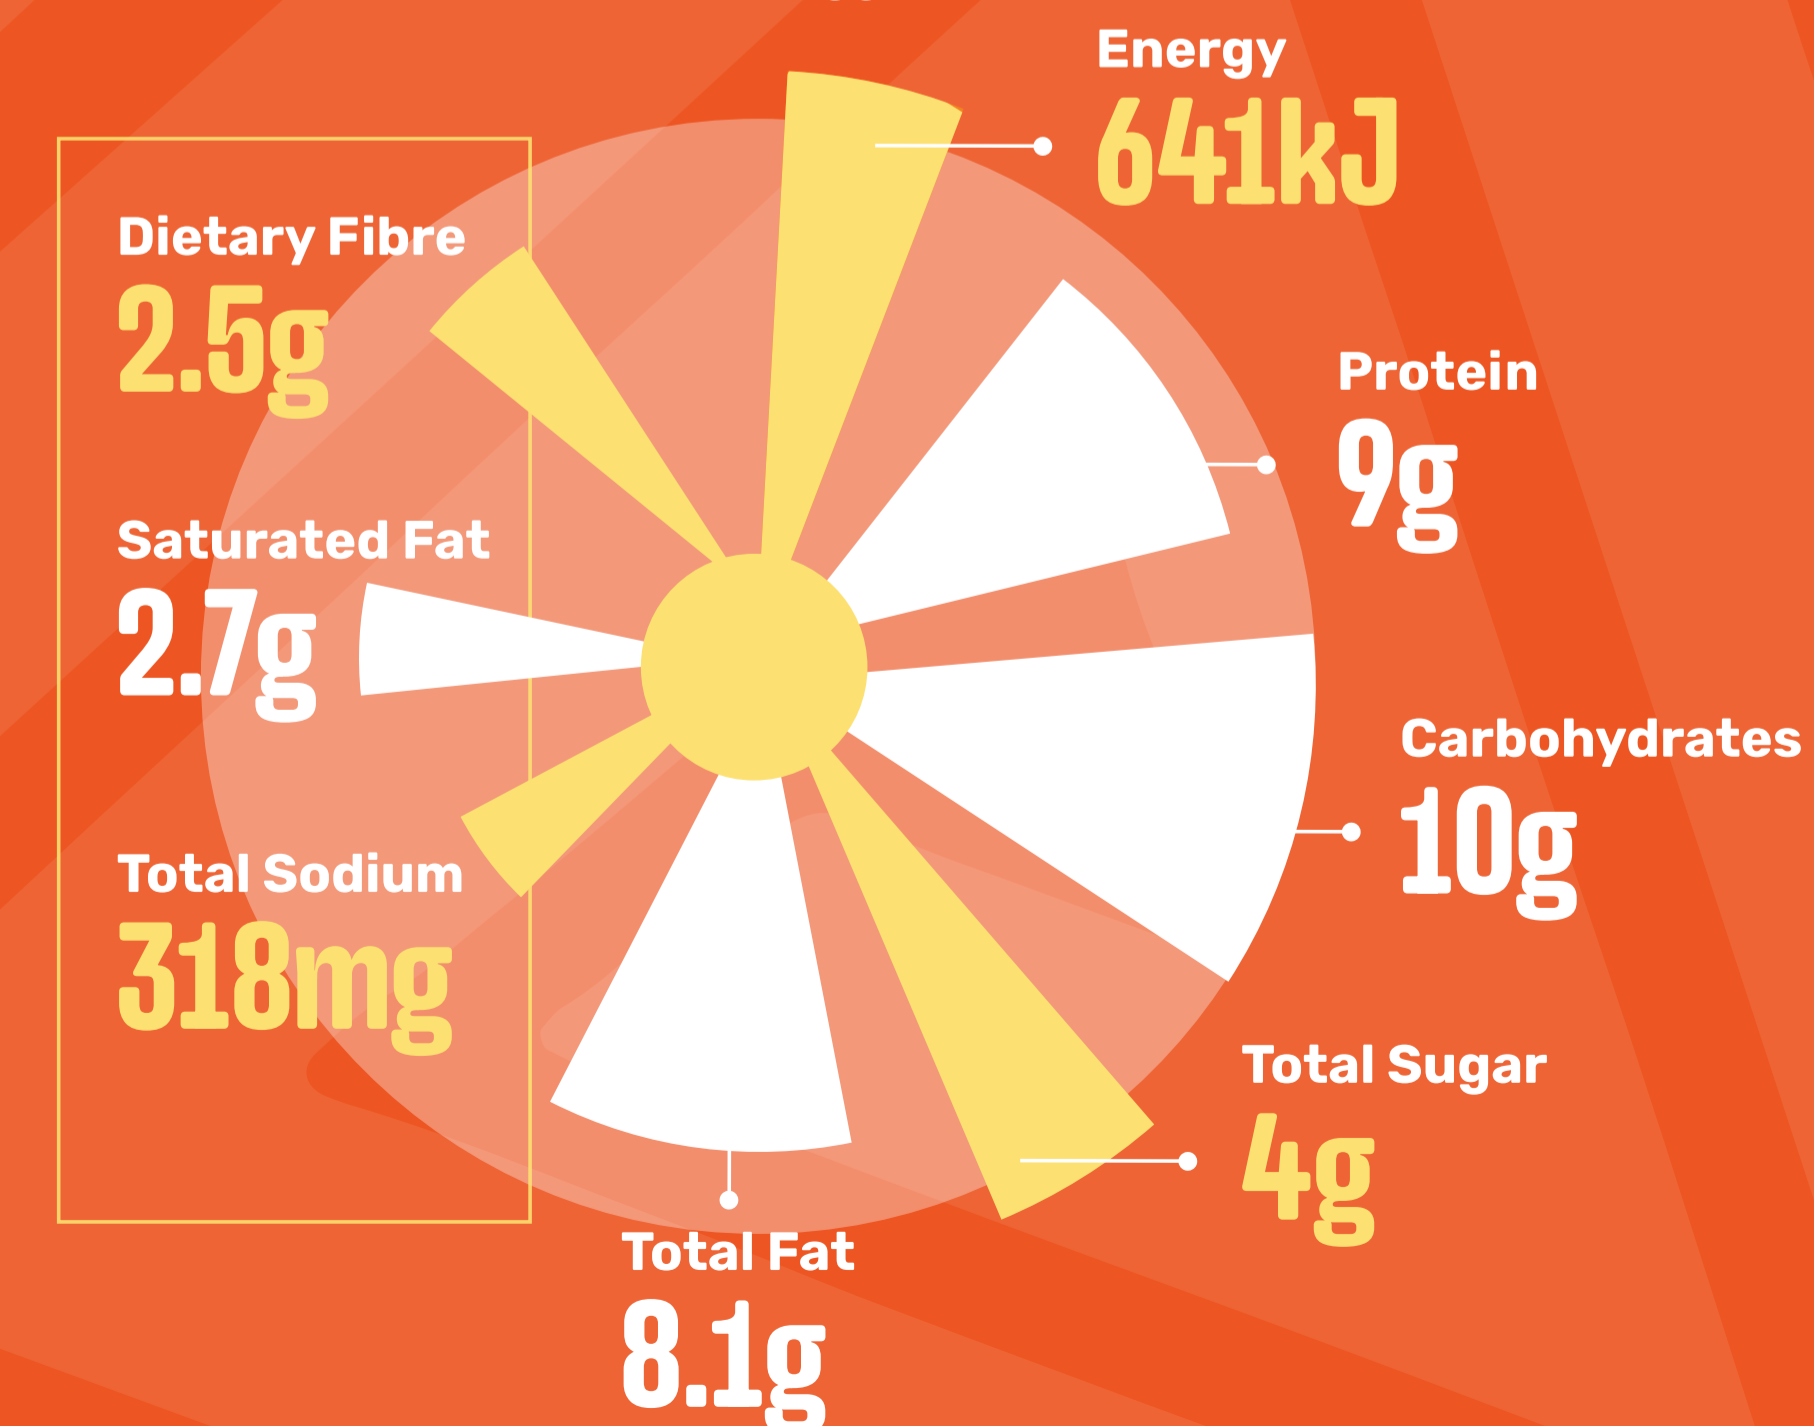 Energy
641kJ
Dietary Fibre
2.5g
Protein
9g
Saturated Fat
2.7g
Carbohydrates
10g
Total Sodium
318mg
Total Sugar
4g
Total Fat
8.1g